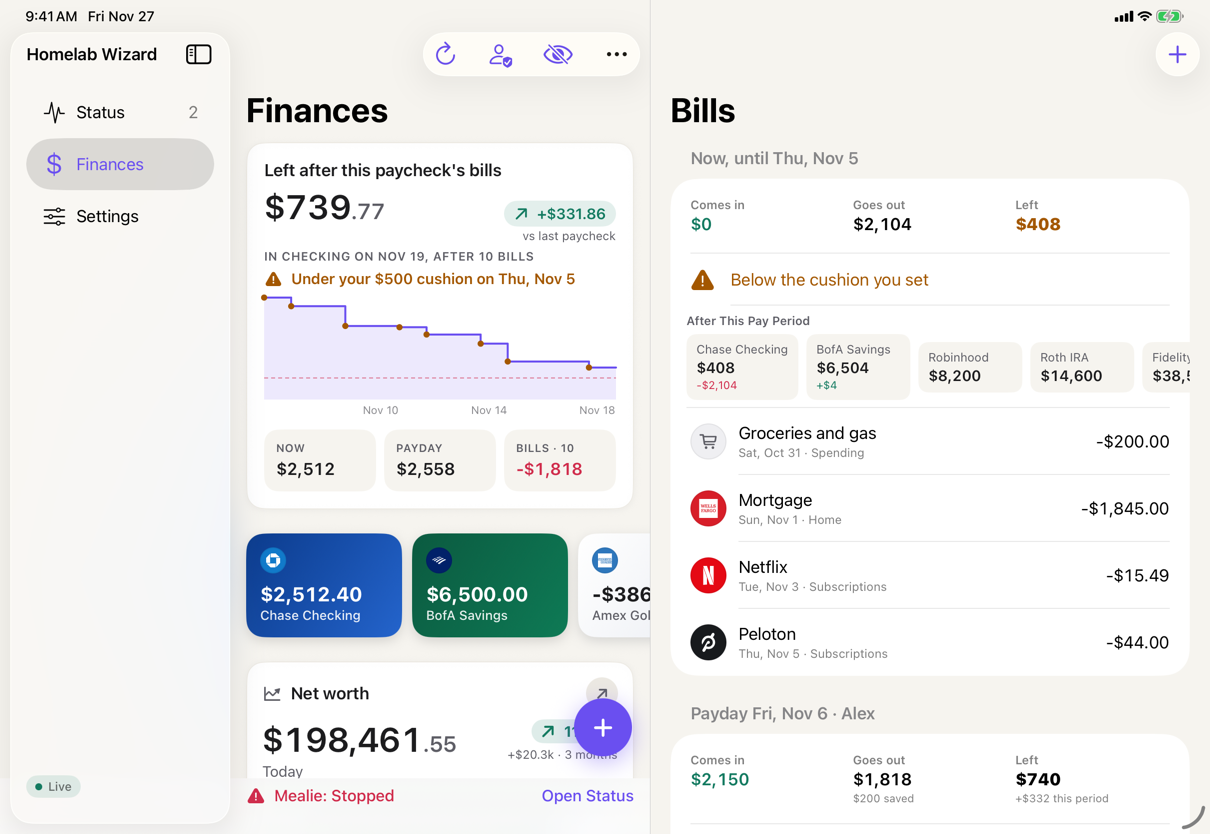 9:41 AM Fri Nov 27
Homelab Wizard
Status 2
Finances
Settings
Live
Finances
Left after this paycheck's bills
$739.77
+$331.86
vs last paycheck
IN CHECKING ON NOV 19, AFTER 10 BILLS
Under your $500 cushion on Thu, Nov 5
Nov 10 Nov 14 Nov 18
NOW
$2,512
PAYDAY
$2,558
BILLS · 10
-$1,818
$2,512.40
Chase Checking
$6,500.00
BofA Savings
-$386
Amex Gol
Net worth
$198,461.55
Today
+$20.3k · 3 months
Mealie: Stopped
Open Status
Bills
Now, until Thu, Nov 5
Comes in
$0
Goes out
$2,104
Left
$408
Below the cushion you set
After This Pay Period
Chase Checking
$408
-$2,104
BofA Savings
$6,504
+$4
Robinhood
$8,200
Roth IRA
$14,600
Fidelity
$38,5
Groceries and gas
-$200.00
Sat, Oct 31 · Spending
WELLS
FARGO
Mortgage
-$1,845.00
Sun, Nov 1 · Home
N
Netflix
-$15.49
Tue, Nov 3 · Subscriptions
Peloton
-$44.00
Thu, Nov 5 · Subscriptions
Payday Fri, Nov 6 · Alex
Comes in
$2,150
Goes out
$1,818
$200 saved
Left
$740
+$332 this period